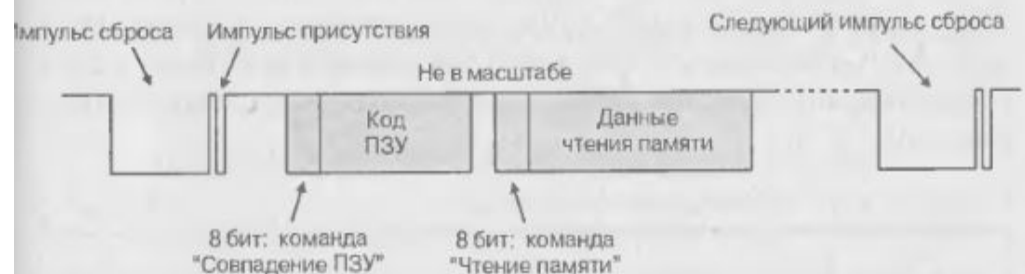 Импульс сброса
Импульс присутствия
Следующий импульс сброса
Не в масштабе
Код
ПЗУ
Данные
чтения памяти
8 бит: команда
"Совпадение ПЗУ"
8 бит: команда
"Чтение памяти"